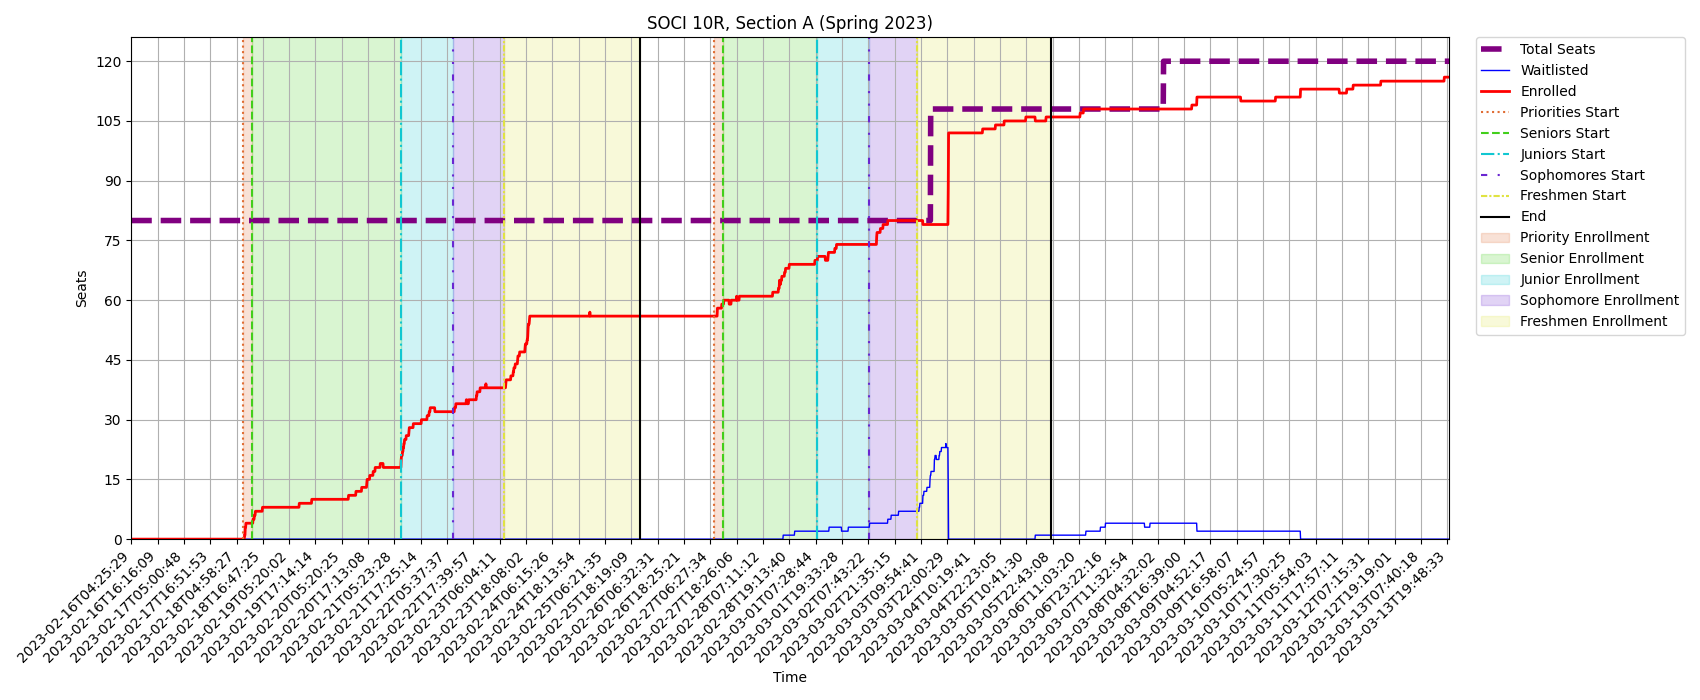 SOCI 10R, Section A (Spring 2023)
Total Seats
Waitlisted
Enrolled
Priorities Start
Seniors Start
Juniors Start
Sophomores Start
Freshmen Start
End
Priority Enrollment
Senior Enrollment
Junior Enrollment
Sophomore Enrollment
Freshmen Enrollment
Seats
120
105
90
75
60
45
30
15
0
2023-02-16T04:25:29
2023-02-16T16:16:09
2023-02-17T05:00:48
2023-02-17T16:51:53
2023-02-18T04:58:27
2023-02-18T16:47:25
2023-02-19T05:20:02
2023-02-19T17:14:14
2023-02-20T05:20:25
2023-02-20T17:13:08
2023-02-21T05:23:28
2023-02-21T17:25:14
2023-02-22T05:37:37
2023-02-22T17:39:57
2023-02-23T06:04:11
2023-02-23T18:08:02
2023-02-24T06:15:26
2023-02-24T18:13:54
2023-02-25T06:21:35
2023-02-25T18:19:09
2023-02-26T06:32:31
2023-02-26T18:25:21
2023-02-27T06:27:34
2023-02-27T18:26:06
2023-02-28T07:11:12
2023-02-28T19:13:40
2023-03-01T07:28:44
2023-03-01T19:33:28
2023-03-02T07:43:22
2023-03-02T21:35:15
2023-03-03T09:54:41
2023-03-03T22:00:29
2023-03-04T10:19:41
2023-03-04T22:23:05
2023-03-05T10:41:30
2023-03-05T22:43:08
2023-03-06T11:03:20
2023-03-06T23:22:16
2023-03-07T11:32:54
2023-03-08T04:32:02
2023-03-08T16:39:00
2023-03-09T04:52:17
2023-03-09T16:58:07
2023-03-10T05:24:57
2023-03-10T17:30:25
2023-03-11T05:54:03
2023-03-11T17:57:11
2023-03-12T07:15:31
2023-03-12T19:19:01
2023-03-13T07:40:18
2023-03-13T19:48:33
Time